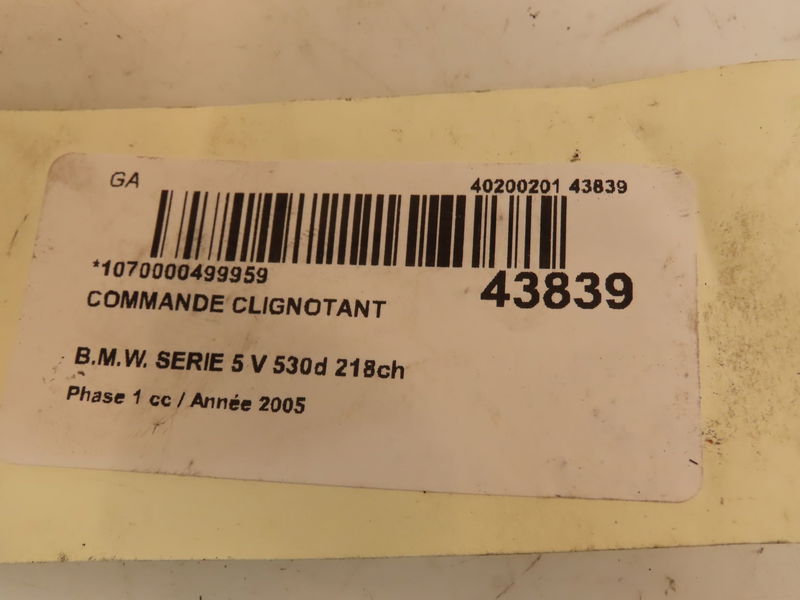 GA
40200201 43839
*1070000499959
43839
COMMANDE CLIGNOTANT
B.M.W. SERIE 5 V 530d 218ch
Phase 1 cc / Année 2005